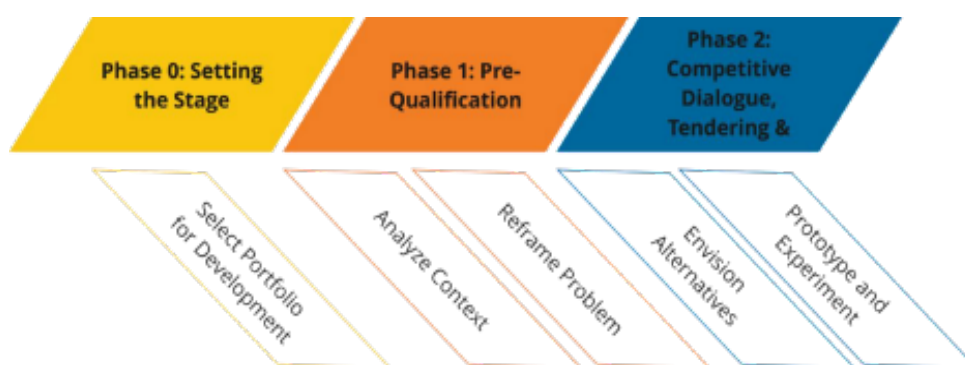 Phase 0: Setting
the Stage
Phase 1: Pre-
Qualification
Phase 2:
Competitive
Dialogue,
Tendering &
Select Portfolio
for Development
Analyze Context
Reframe Problem
Envision
Alternatives
Prototype and
Experiment